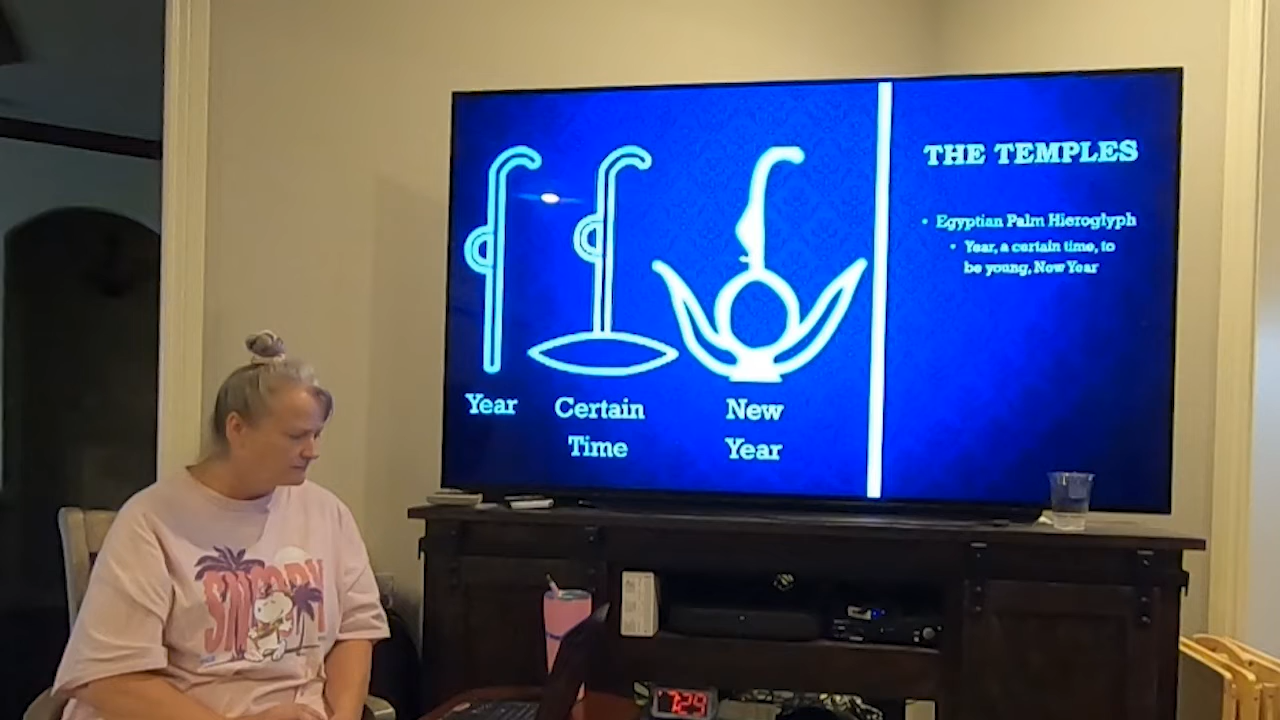 THE TEMPLES
• Egyptian Palm Hieroglyph
• Year, a certain time, to
be young, New Year
Year
Certain
Time
New
Year
SNOOPY
7:29